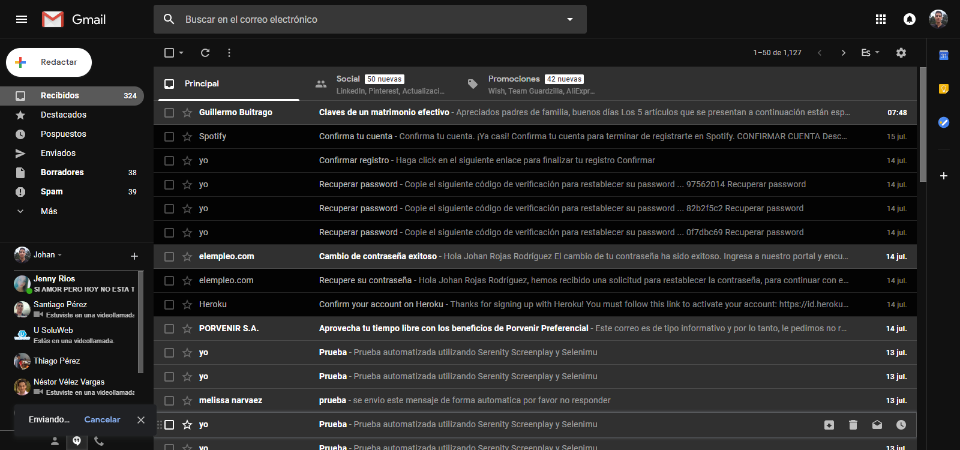 Gmail
Buscar en el correo electrónico
Redactar
1–50 de 1,127
Es
Recibidos 324
Destacados
Pospuestos
Enviados
Borradores 38
Spam 39
Más
Principal
Social 50 nuevas
LinkedIn, Pinterest, Actualizaci...
Promociones 42 nuevas
Wish, Team Guardzilla, AliExpr...
Guillermo Buitrago Claves de un matrimonio efectivo - Apreciados padres de familia, buenos días Los 5 artículos que se presentan a continuación están esp... 07:48
Spotify Confirma tu cuenta - Confirma tu cuenta. ¡Ya casi! Confirma tu cuenta para terminar de registrarte en Spotify. CONFIRMAR CUENTA Desc... 15 jul.
yo Confirmar registro - Haga click en el siguiente enlace para finalizar tu registro Confirmar 14 jul.
yo Recuperar password - Copie el siguiente código de verificación para restablecer su password ... 97562014 Recuperar password 14 jul.
yo Recuperar password - Copie el siguiente código de verificación para restablecer su password ... 82b2f5c2 Recuperar password 14 jul.
yo Recuperar password - Copie el siguiente código de verificación para restablecer su password ... 0f7dbc69 Recuperar password 14 jul.
elempleo.com Cambio de contraseña exitoso - Hola Johan Rojas Rodríguez El cambio de tu contraseña ha sido exitoso. Ingresa a nuestro portal y encu... 14 jul.
elempleo.com Recupere su contraseña - Hola Johan Rojas Rodríguez, hemos recibido una solicitud para restablecer la contraseña, para continuar con e... 14 jul.
Heroku Confirm your account on Heroku - Thanks for signing up with Heroku! You must follow this link to activate your account: https://id.heroku... 14 jul.
PORVENIR S.A. Aprovecha tu tiempo libre con los beneficios de Porvenir Preferencial - Este correo es de tipo informativo y por lo tanto, le pedimos no r... 14 jul.
yo Prueba - Prueba automatizada utilizando Serenity Screenplay y Selenimu 13 jul.
yo Prueba - Prueba automatizada utilizando Serenity Screenplay y Selenimu 13 jul.
melissa narvaez prueba - se envio este mensaje de forma automatica por favor no responder 13 jul.
yo Prueba - Prueba automatizada utilizando Serenity Screenplay y Selenimu
yo Prueba - Prueba automatizada utilizando Serenity Screenplay y Selenimu 13 jul.
Johan
Jenny Rios
SI AMOR PERO HOY NO ESTA T
Santiago Pérez
Estuviste en una videollamada
U SoluWeb
Estás en una videollamada.
Thiago Pérez
Néstor Vélez Vargas
Estuviste en una videollamada
Enviando... Cancelar